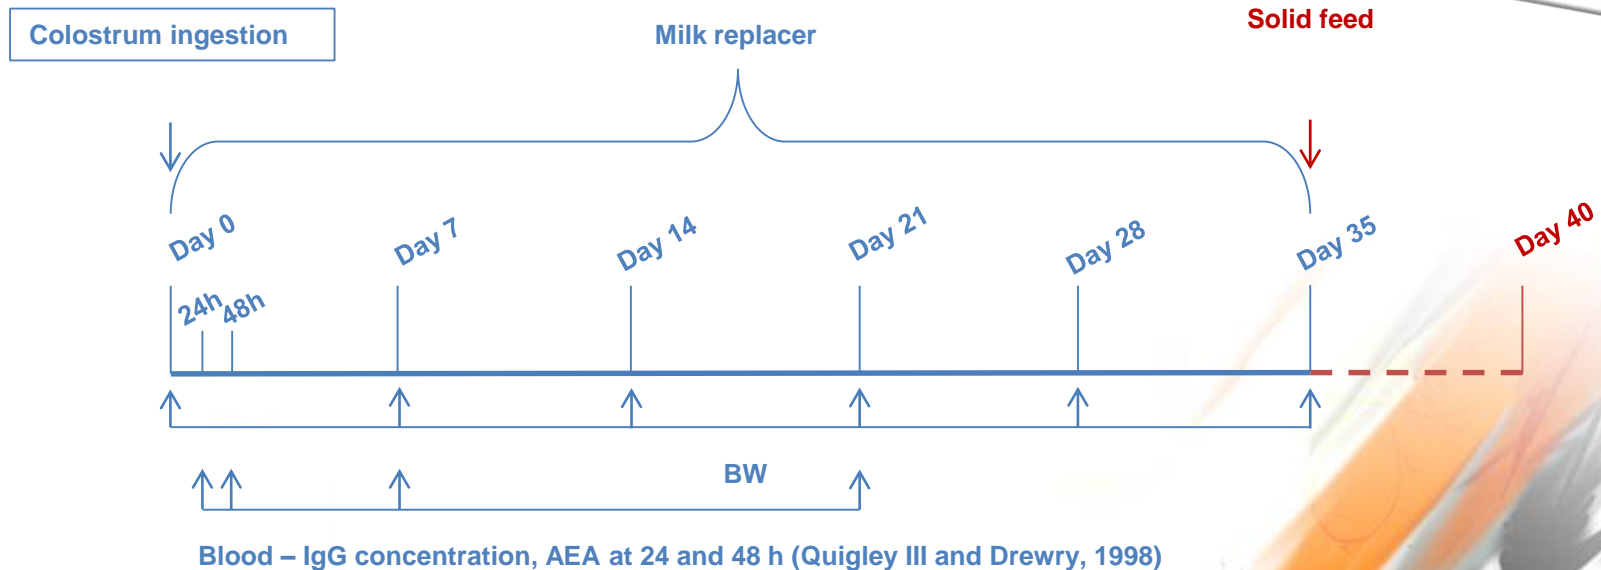 Solid feed
Colostrum ingestion
Milk replacer
Day 0
Day 7
Day 14
Day 21
Day 28
Day 35
Day 40
24h
48h
BW
Blood – IgG concentration, AEA at 24 and 48 h (Quigley III and Drewry, 1998)